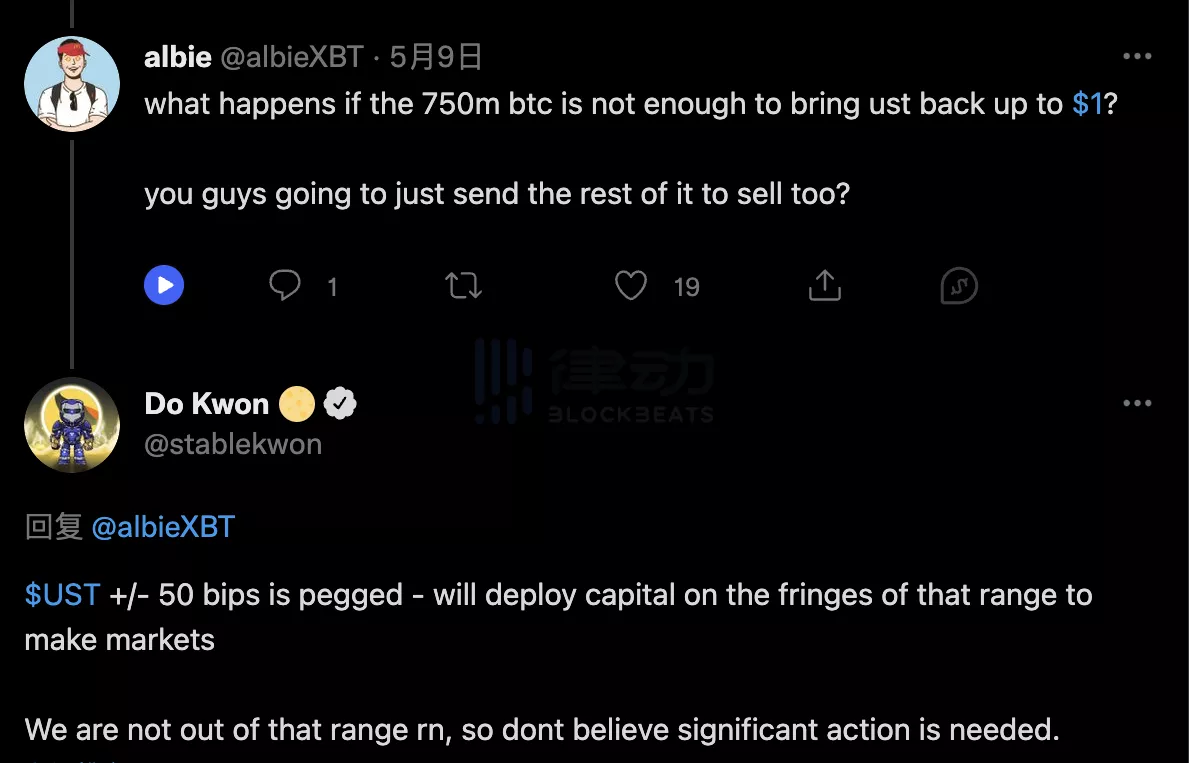 albie @albieXBT · 5月9日
what happens if the 750m btc is not enough to bring ust back up to $1?
you guys going to just send the rest of it to sell too?
1
19
律动
BLOCKBEATS
Do Kwon
@stablekwon
回复 @albieXBT
$UST +/- 50 bips is pegged - will deploy capital on the fringes of that range to
make markets
We are not out of that range rn, so dont believe significant action is needed.